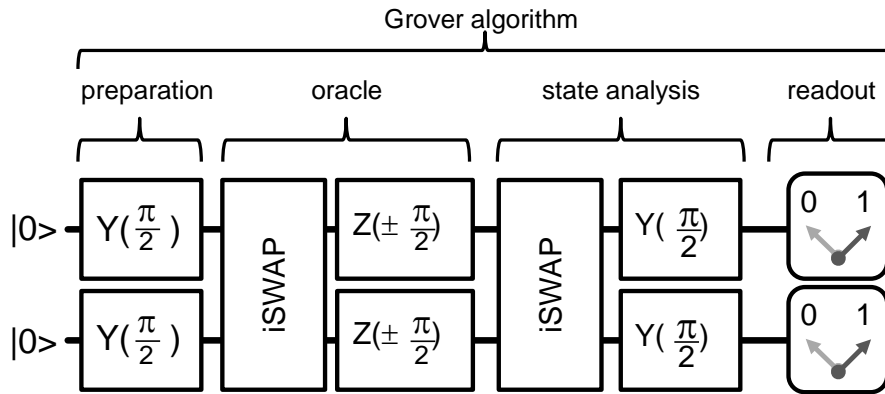 Grover algorithm
preparation oracle state analysis readout
|0> Y(π/2) iSWAP Z(± π/2) iSWAP Y(π/2) 0 1
|0> Y(π/2) Z(± π/2) Y(π/2) 0 1